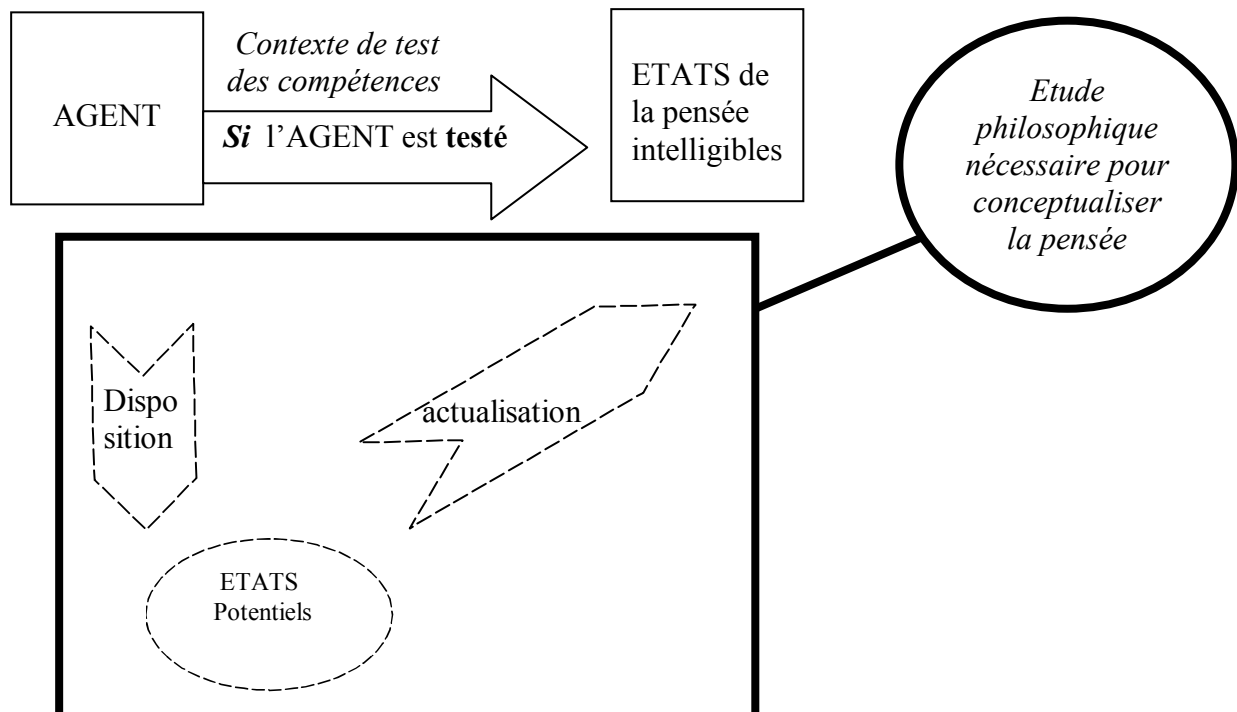 AGENT
Contexte de test
des compétences
Si l’AGENT est testé
ETATS de
la pensée
intelligibles
Etude
philosophique
nécessaire pour
conceptualiser
la pensée
Dispo
sition
actualisation
ETATS
Potentiels